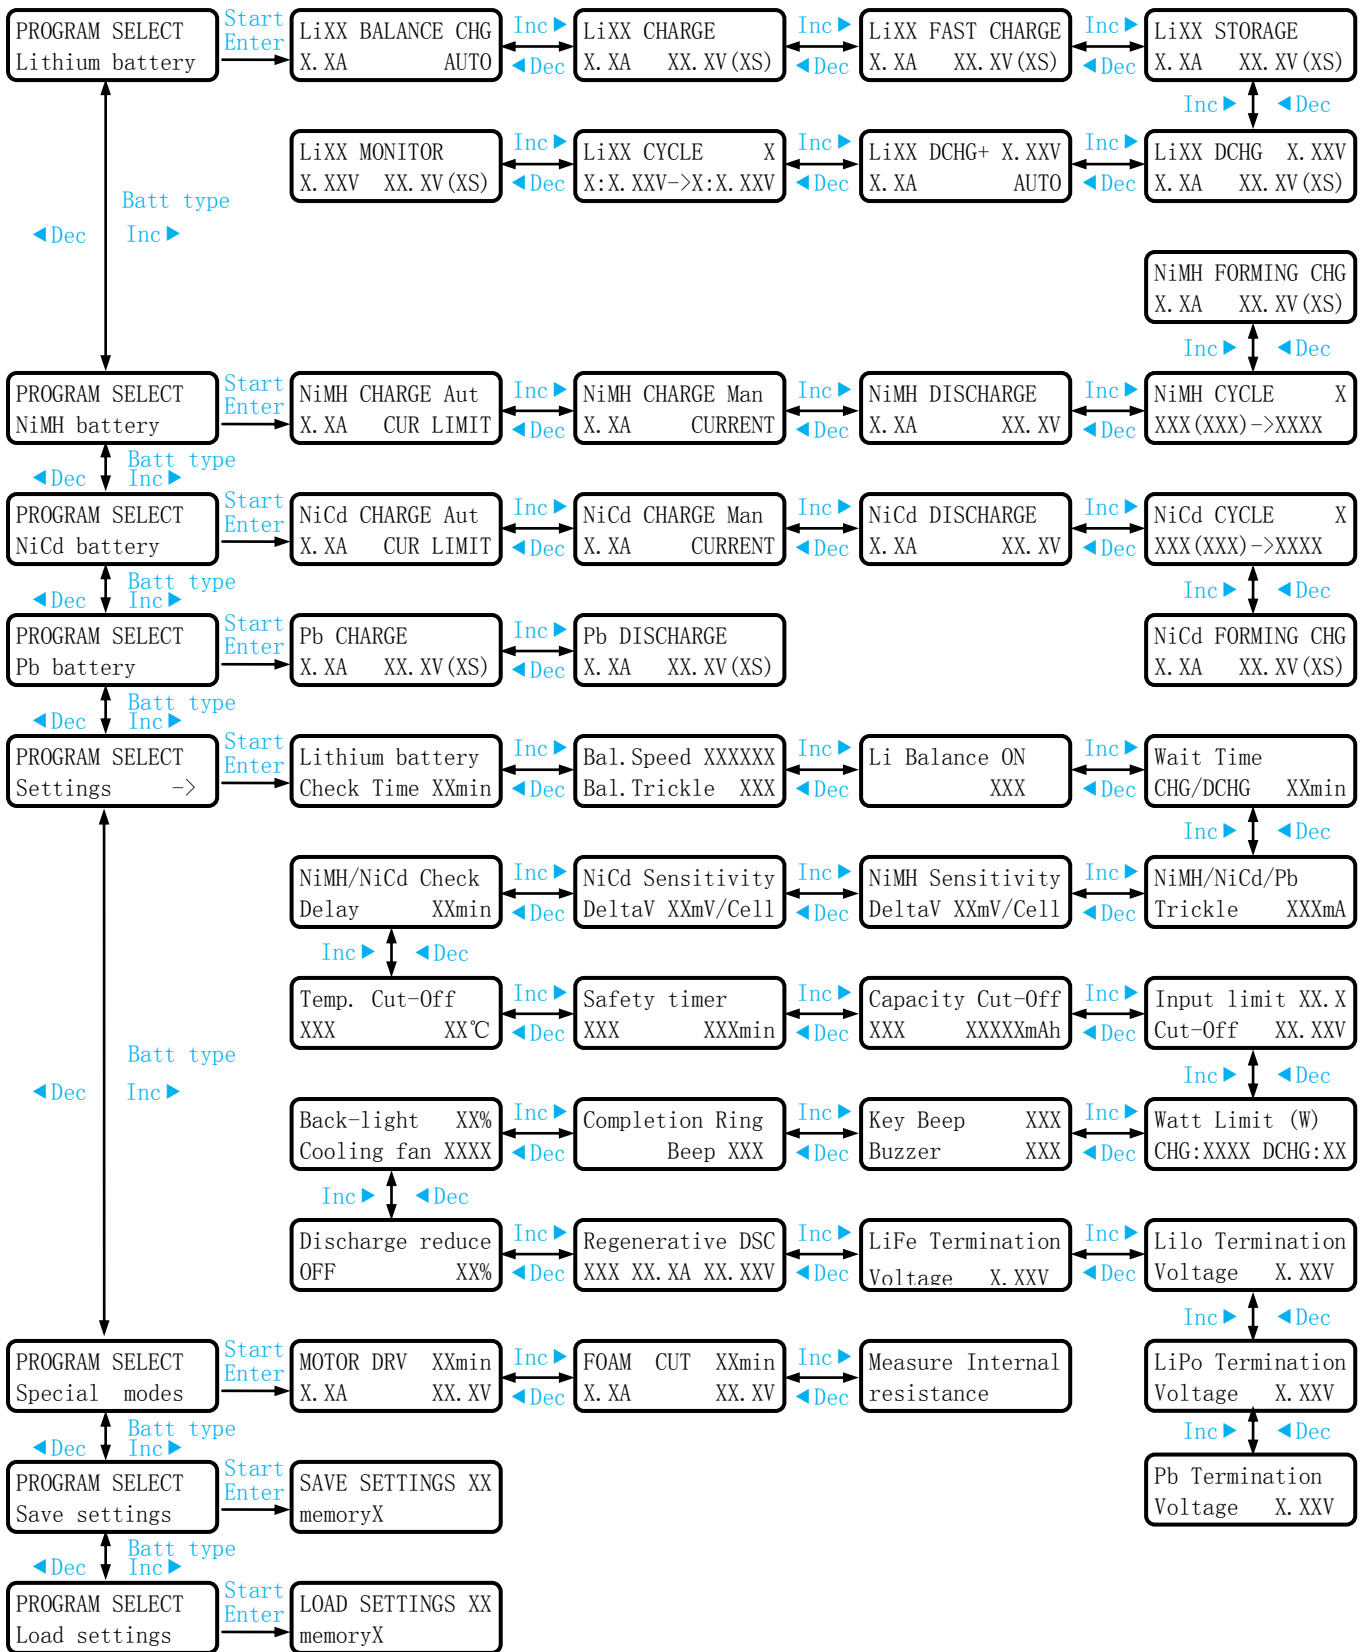 PROGRAM SELECT
Lithium battery
Start
Enter
LiXX BALANCE CHG
X.XA AUTO
Inc▶
◀Dec
LiXX CHARGE
X.XA XX.XV(XS)
Inc▶
◀Dec
LiXX FAST CHARGE
X.XA XX.XV(XS)
Inc▶
◀Dec
LiXX STORAGE
X.XA XX.XV(XS)
Inc▶ ◀Dec
LiXX MONITOR
X.XXV XX.XV(XS)
Inc▶
◀Dec
LiXX CYCLE X
X:X.XXV->X:X.XXV
Inc▶
◀Dec
LiXX DCHG+ X.XXV
X.XA AUTO
Inc▶
◀Dec
LiXX DCHG X.XXV
X.XA XX.XV(XS)
Batt type
◀Dec Inc▶
NiMH FORMING CHG
X.XA XX.XV(XS)
Inc▶ ◀Dec
PROGRAM SELECT
NiMH battery
Start
Enter
NiMH CHARGE Aut
X.XA CUR LIMIT
Inc▶
◀Dec
NiMH CHARGE Man
X.XA CURRENT
Inc▶
◀Dec
NiMH DISCHARGE
X.XA XX.XV
Inc▶
◀Dec
NiMH CYCLE X
XXX(XXX)->XXXX
Batt type
◀Dec Inc▶
PROGRAM SELECT
NiCd battery
Start
Enter
NiCd CHARGE Aut
X.XA CUR LIMIT
Inc▶
◀Dec
NiCd CHARGE Man
X.XA CURRENT
Inc▶
◀Dec
NiCd DISCHARGE
X.XA XX.XV
Inc▶
◀Dec
NiCd CYCLE X
XXX(XXX)->XXXX
Batt type
◀Dec Inc▶
Inc▶ ◀Dec
PROGRAM SELECT
Pb battery
Start
Enter
Pb CHARGE
X.XA XX.XV(XS)
Inc▶
◀Dec
Pb DISCHARGE
X.XA XX.XV(XS)
NiCd FORMING CHG
X.XA XX.XV(XS)
Batt type
◀Dec Inc▶
PROGRAM SELECT
Settings ->
Start
Enter
Lithium battery
Check Time XXmin
Inc▶
◀Dec
Bal.Speed XXXXXX
Bal.Trickle XXX
Inc▶
◀Dec
Li Balance ON
XXX
Inc▶
◀Dec
Wait Time
CHG/DCHG XXmin
Inc▶ ◀Dec
NiMH/NiCd Check
Delay XXmin
Inc▶
◀Dec
NiCd Sensitivity
DeltaV XXmV/Cell
Inc▶
◀Dec
NiMH Sensitivity
DeltaV XXmV/Cell
Inc▶
◀Dec
NiMH/NiCd/Pb
Trickle XXXmA
Inc▶ ◀Dec
Temp. Cut-Off
XXX XX℃
Inc▶
◀Dec
Safety timer
XXX XXXmin
Inc▶
◀Dec
Capacity Cut-Off
XXX XXXXXmAh
Inc▶
◀Dec
Input limit XX.X
Cut-Off XX.XXV
Batt type
◀Dec Inc▶
Inc▶ ◀Dec
Back-light XX%
Cooling fan XXXX
Inc▶
◀Dec
Completion Ring
Beep XXX
Inc▶
◀Dec
Key Beep XXX
Buzzer XXX
Inc▶
◀Dec
Watt Limit (W)
CHG:XXXX DCHG:XX
Inc▶ ◀Dec
Discharge reduce
OFF XX%
Inc▶
◀Dec
Regenerative DSC
XXX XX.XA XX.XXV
Inc▶
◀Dec
LiFe Termination
Voltage X.XXV
Inc▶
◀Dec
LiIo Termination
Voltage X.XXV
Inc▶ ◀Dec
PROGRAM SELECT
Special modes
Start
Enter
MOTOR DRV XXmin
X.XA XX.XV
Inc▶
◀Dec
FOAM CUT XXmin
X.XA XX.XV
Inc▶
◀Dec
Measure Internal
resistance
LiPo Termination
Voltage X.XXV
Batt type
◀Dec Inc▶
Inc▶ ◀Dec
PROGRAM SELECT
Save settings
Start
Enter
SAVE SETTINGS XX
memoryX
Pb Termination
Voltage X.XXV
Batt type
◀Dec Inc▶
PROGRAM SELECT
Load settings
Start
Enter
LOAD SETTINGS XX
memoryX